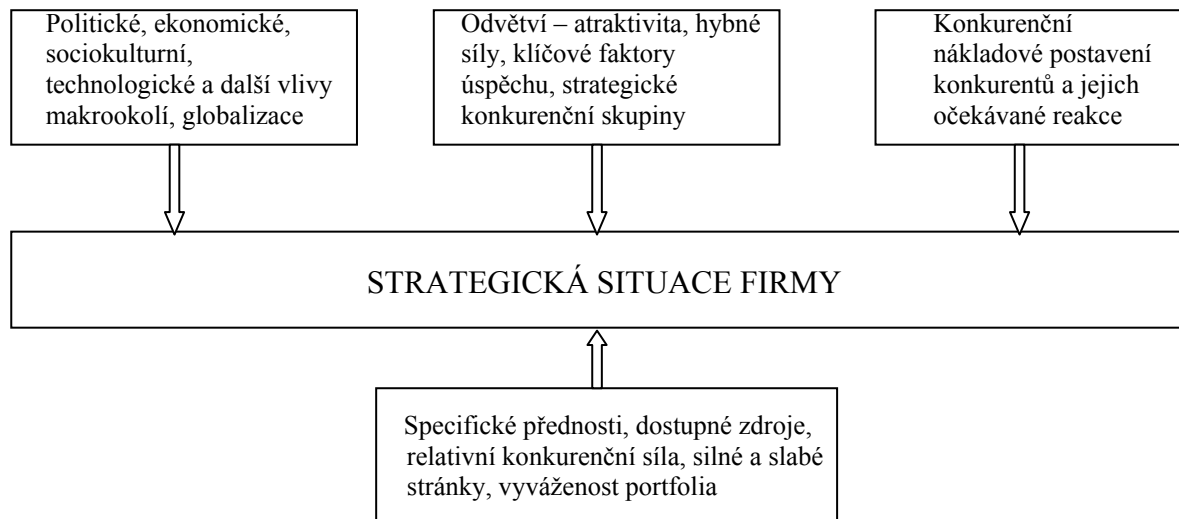 Politické, ekonomické,
sociokulturní,
technologické a další vlivy
makrookolí, globalizace
Odvětví – atraktivita, hybné
síly, klíčové faktory
úspěchu, strategické
konkurenční skupiny
Konkurenční
nákladové postavení
konkurentů a jejich
očekávané reakce
STRATEGICKÁ SITUACE FIRMY
Specifické přednosti, dostupné zdroje,
relativní konkurenční síla, silné a slabé
stránky, vyváženost portfolia